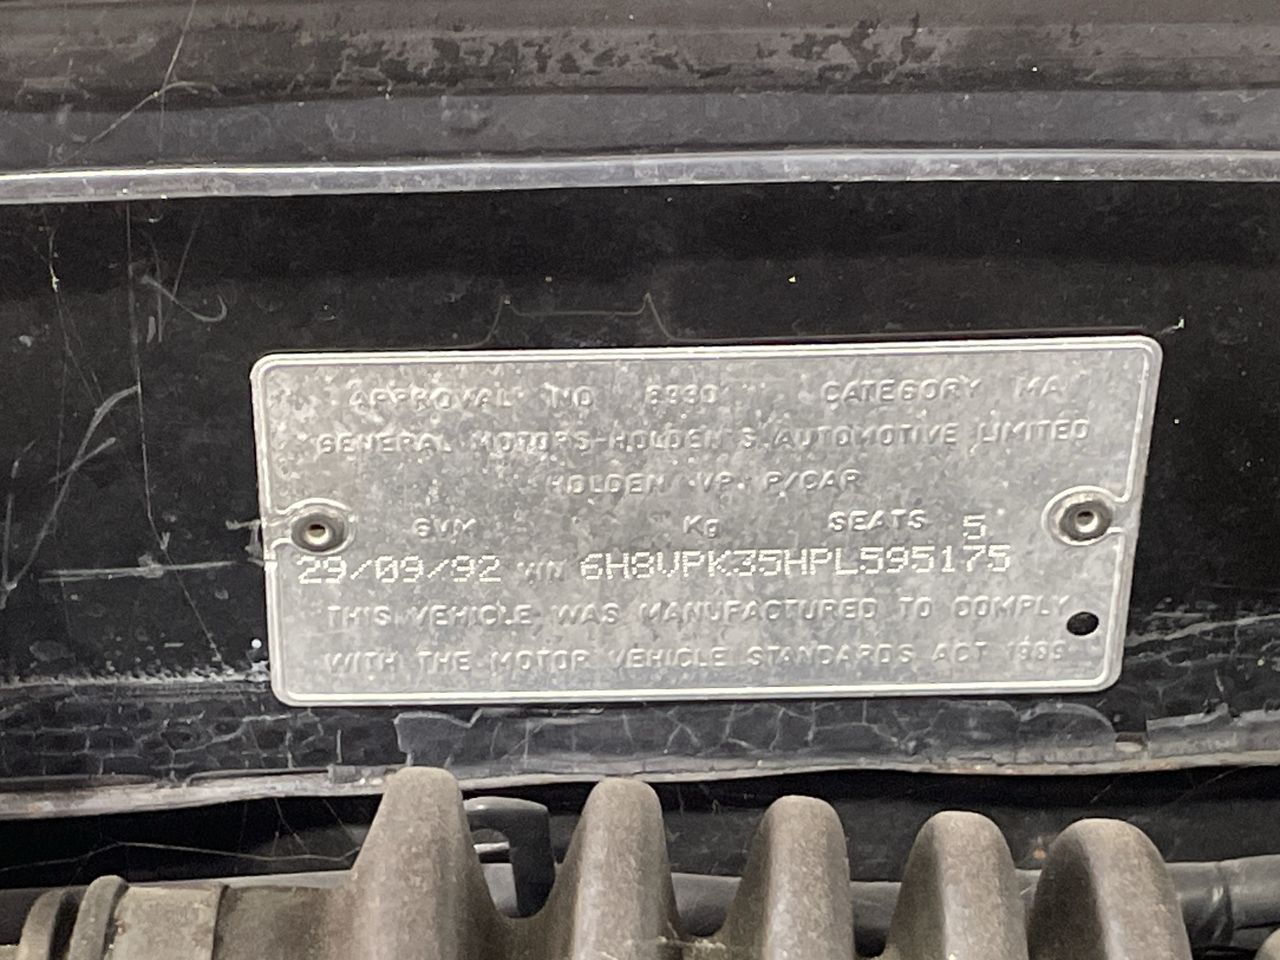 APPROVAL NO 3330 CATEGORY MA
GENERAL MOTORS-HOLDEN'S AUTOMOTIVE LIMITED
HOLDEN VP P/CAR
GVM Kg SEATS 5
29/09/92 VIN 6H8VPK35HPL595175
THIS VEHICLE WAS MANUFACTURED TO COMPLY
WITH THE MOTOR VEHICLE STANDARDS ACT 1989